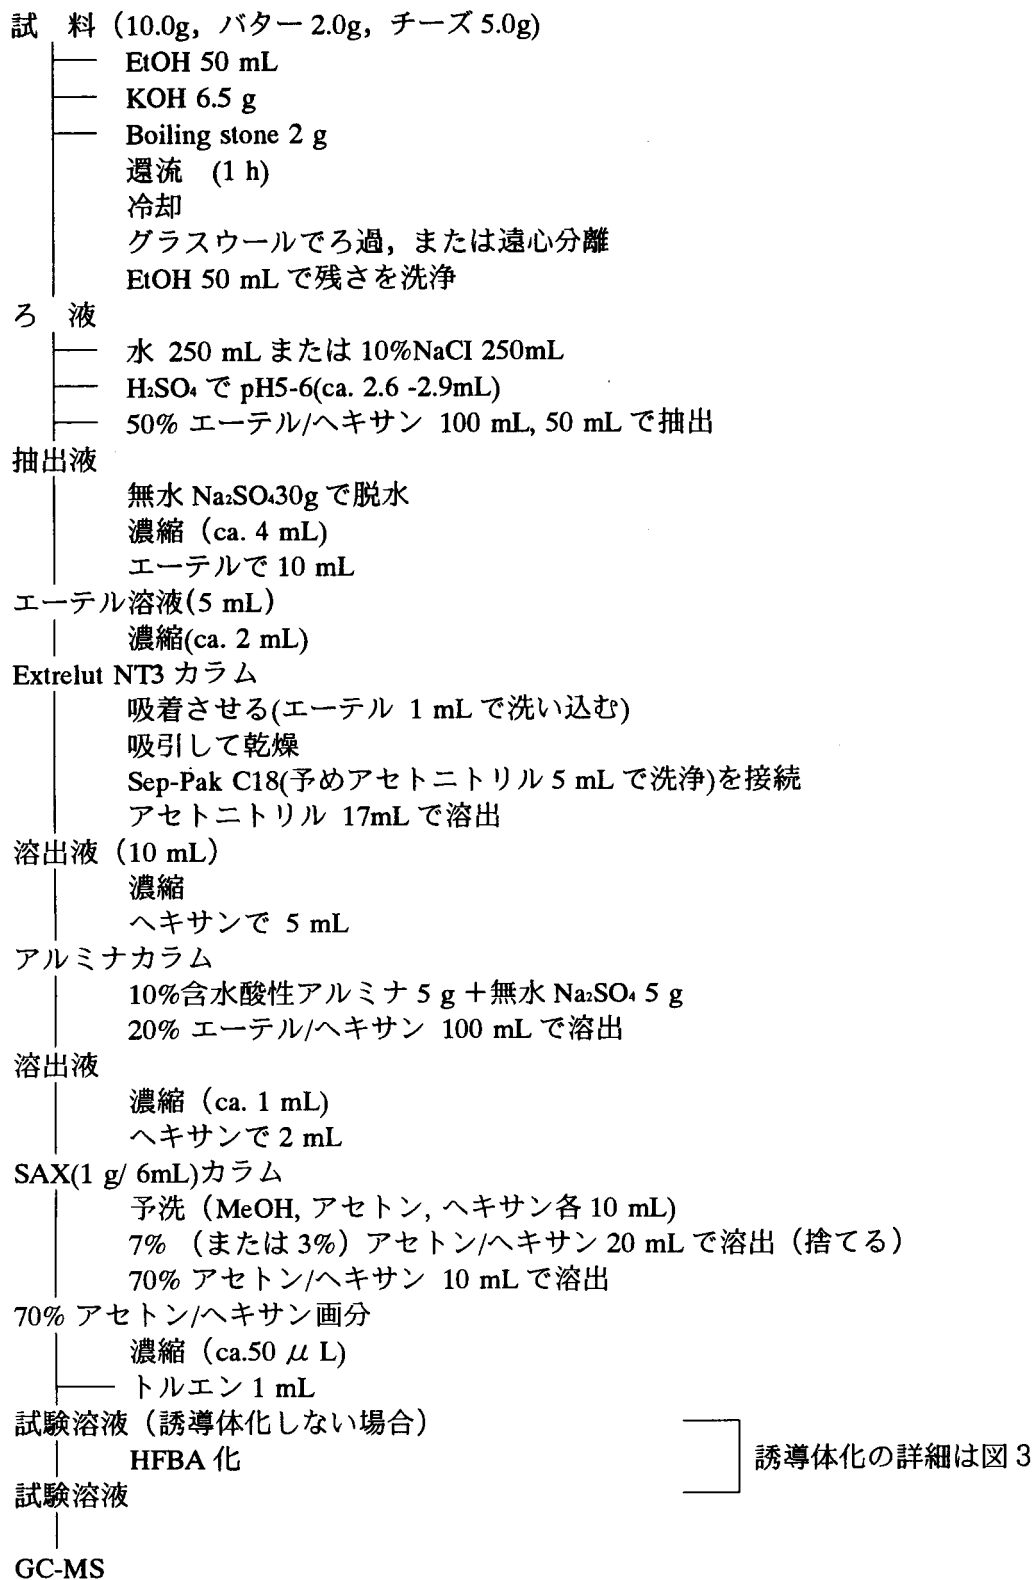 試　料（10.0g，バター 2.0g，チーズ 5.0g)
EtOH 50 mL
KOH 6.5 g
Boiling stone 2 g
還流　(1 h)
冷却
グラスウールでろ過，または遠心分離
EtOH 50 mL で残さを洗浄
ろ　液
水 250 mL または 10%NaCl 250mL
H₂SO₄ で pH5-6(ca. 2.6 -2.9mL)
50% エーテル/ヘキサン 100 mL, 50 mL で抽出
抽出液
無水 Na₂SO₄30g で脱水
濃縮（ca. 4 mL)
エーテルで 10 mL
エーテル溶液(5 mL）
濃縮(ca. 2 mL)
Extrelut NT3 カラム
吸着させる(エーテル 1 mL で洗い込む)
吸引して乾燥
Sep-Pak C18(予めアセトニトリル 5 mL で洗浄)を接続
アセトニトリル 17mL で溶出
溶出液（10 mL）
濃縮
ヘキサンで 5 mL
アルミナカラム
10%含水酸性アルミナ 5 g ＋無水 Na₂SO₄ 5 g
20% エーテル/ヘキサン 100 mL で溶出
溶出液
濃縮（ca. 1 mL)
ヘキサンで 2 mL
SAX(1 g/ 6mL)カラム
予洗（MeOH, アセトン, ヘキサン各 10 mL)
7% （または 3%）アセトン/ヘキサン 20 mL で溶出（捨てる）
70% アセトン/ヘキサン 10 mL で溶出
70% アセトン/ヘキサン画分
濃縮（ca.50 μ L)
トルエン 1 mL
試験溶液（誘導体化しない場合）
HFBA 化
誘導体化の詳細は図 3
試験溶液
GC-MS